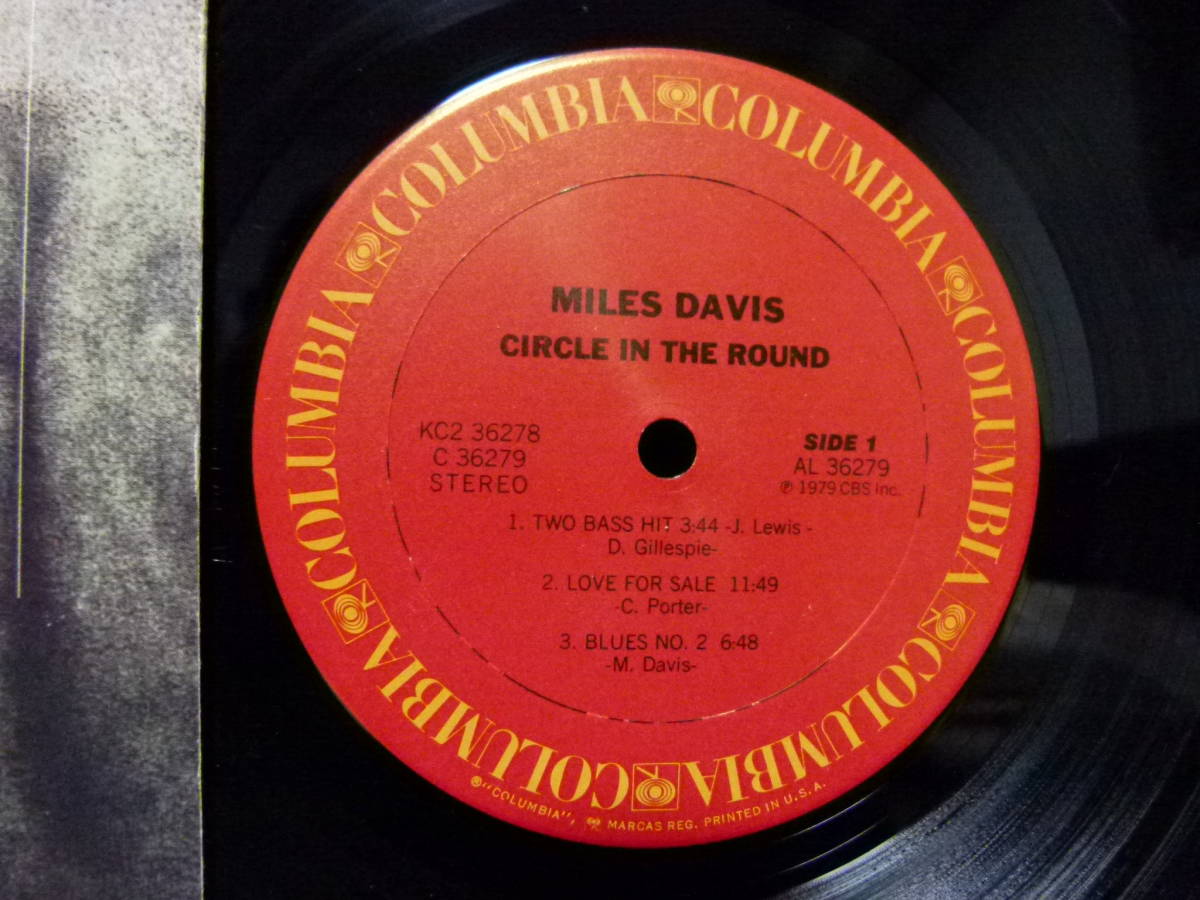 COLUMBIA COLUMBIA COLUMBIA COLUMBIA COLUMBIA COLUMBIA
MILES DAVIS
CIRCLE IN THE ROUND
KC2 36278
C 36279
STEREO
SIDE 1
AL 36279
℗ 1979 CBS Inc.
1. TWO BASS HIT 3:44 -J. Lewis -
D. Gillespie-
2. LOVE FOR SALE 11:49
-C. Porter-
3. BLUES NO. 2 6:48
-M. Davis-
®"COLUMBIA", MARCAS REG. PRINTED IN U.S.A.